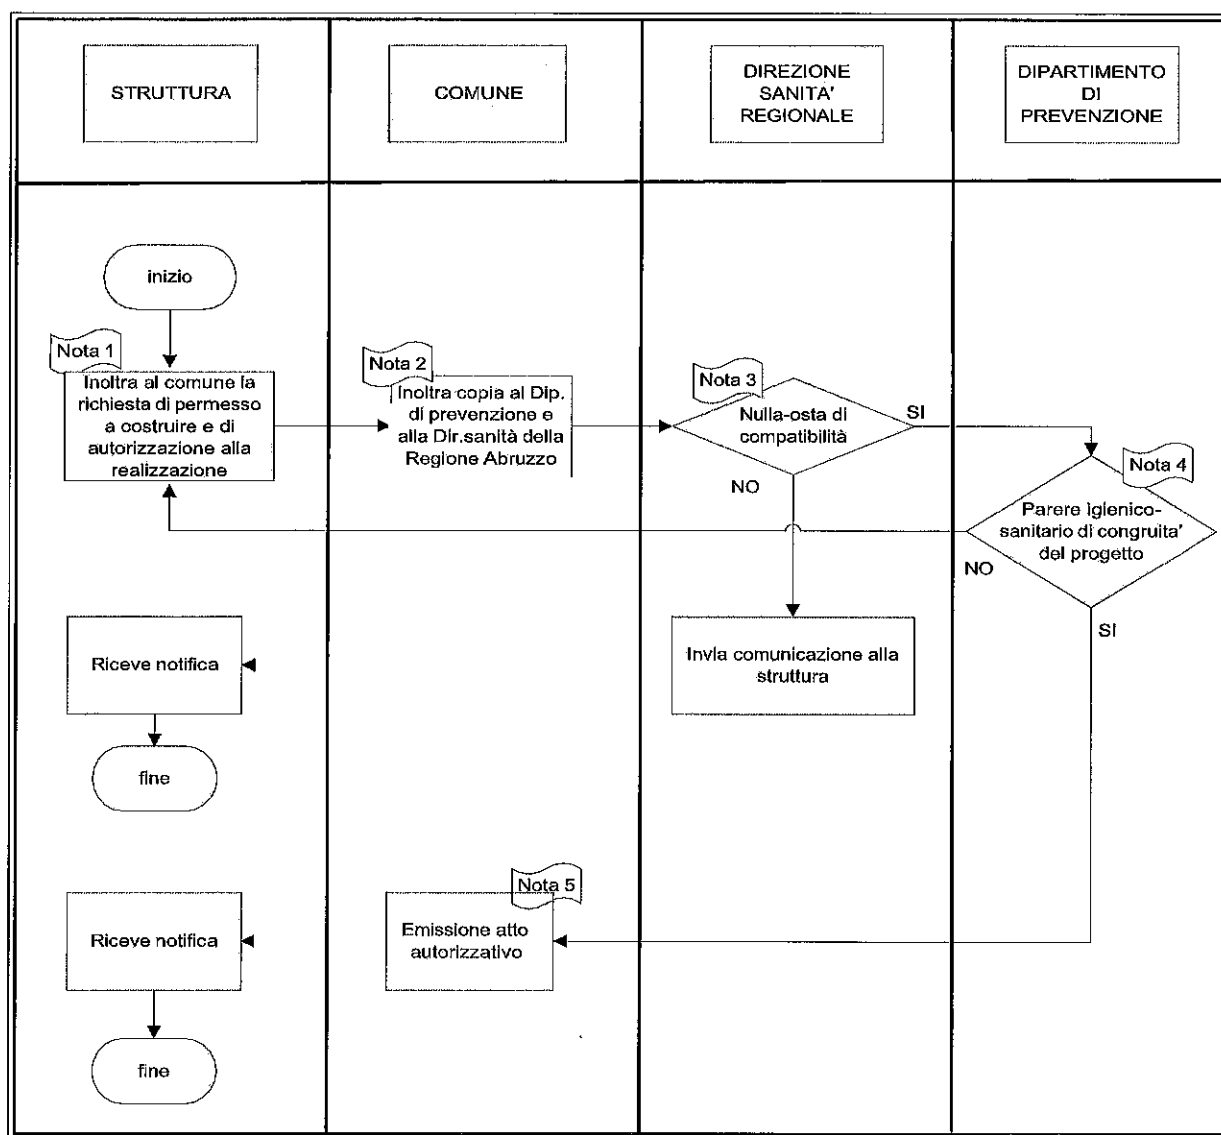 STRUTTURA
COMUNE
DIREZIONE
SANITA'
REGIONALE
DIPARTIMENTO
DI
PREVENZIONE
inizio
Nota 1
Inoltra al comune la
richiesta di permesso
a costruire e di
autorizzazione alla
realizzazione
Nota 2
Inoltra copia al Dip.
di prevenzione e
alla Dir.sanità della
Regione Abruzzo
Nota 3
Nulla-osta di
compatibilità
SI
NO
Nota 4
Parere igienico-
sanitario di congruita'
del progetto
NO
SI
Riceve notifica
Invia comunicazione alla
struttura
fine
Nota 5
Riceve notifica
Emissione atto
autorizzativo
fine